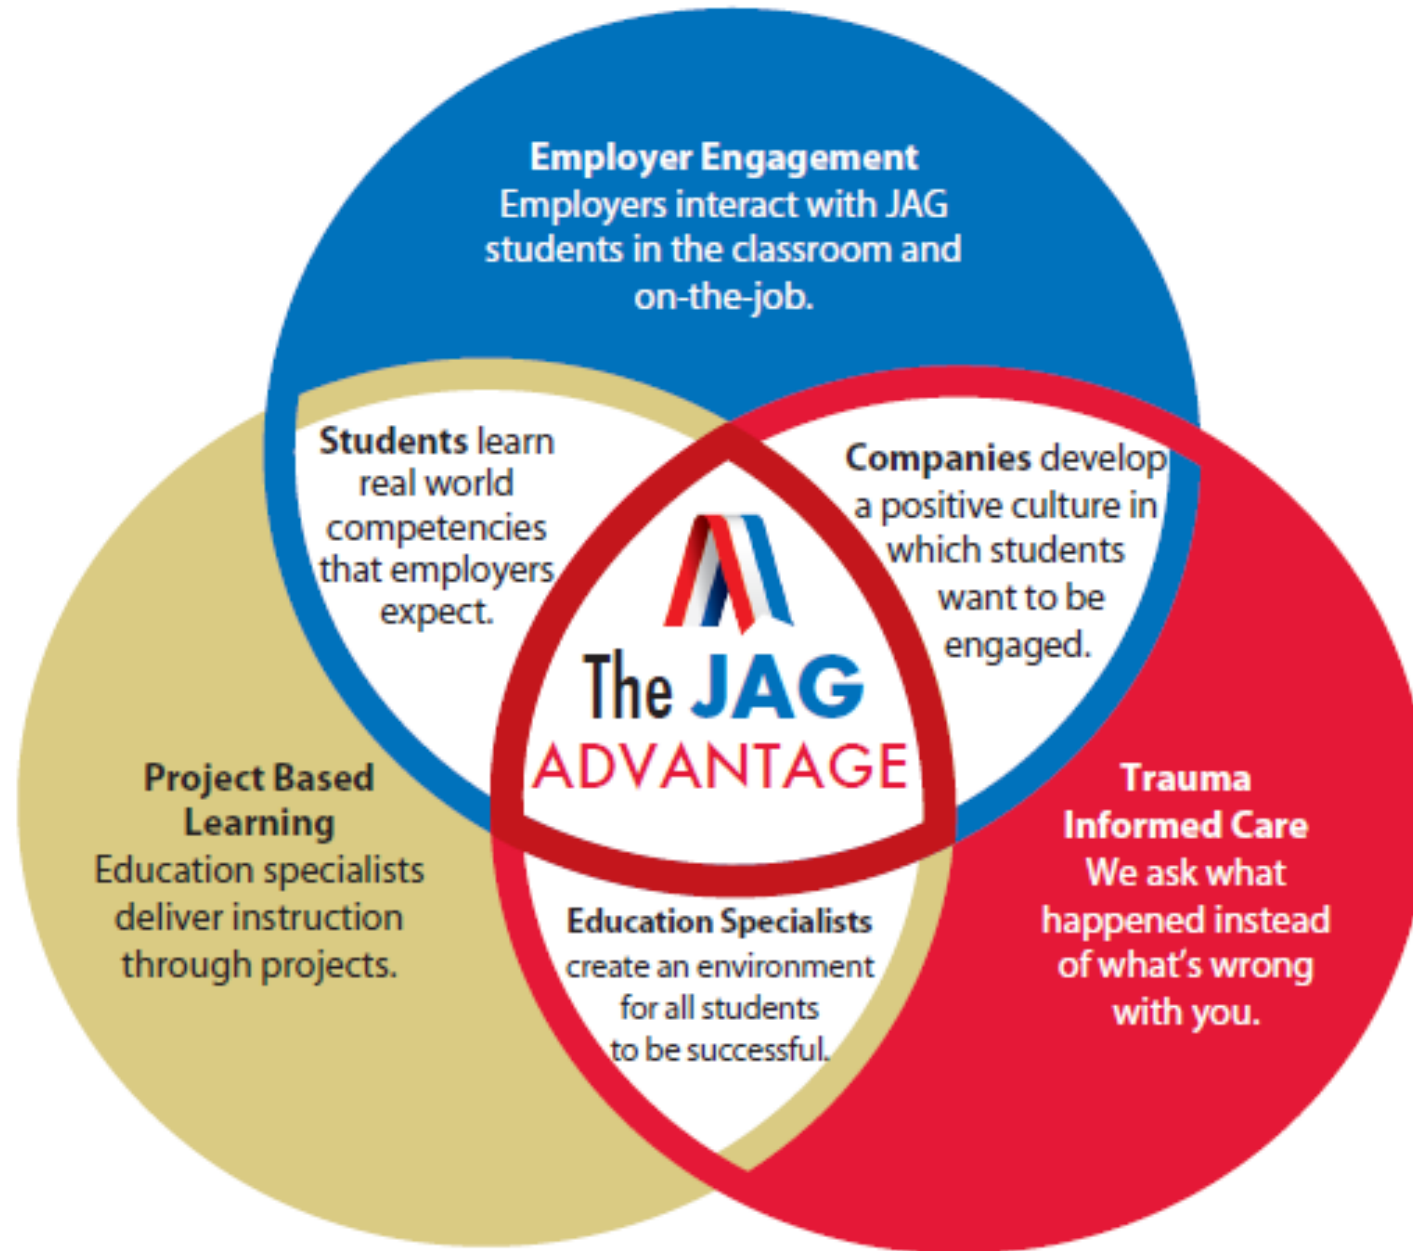 Employer Engagement
Employers interact with JAG
students in the classroom and
on-the-job.
Students learn
real world
competencies
that employers
expect.
Companies develop
a positive culture in
which students
want to be
engaged.
The JAG
ADVANTAGE
Project Based
Learning
Education specialists
deliver instruction
through projects.
Education Specialists
create an environment
for all students
to be successful.
Trauma
Informed Care
We ask what
happened instead
of what's wrong
with you.